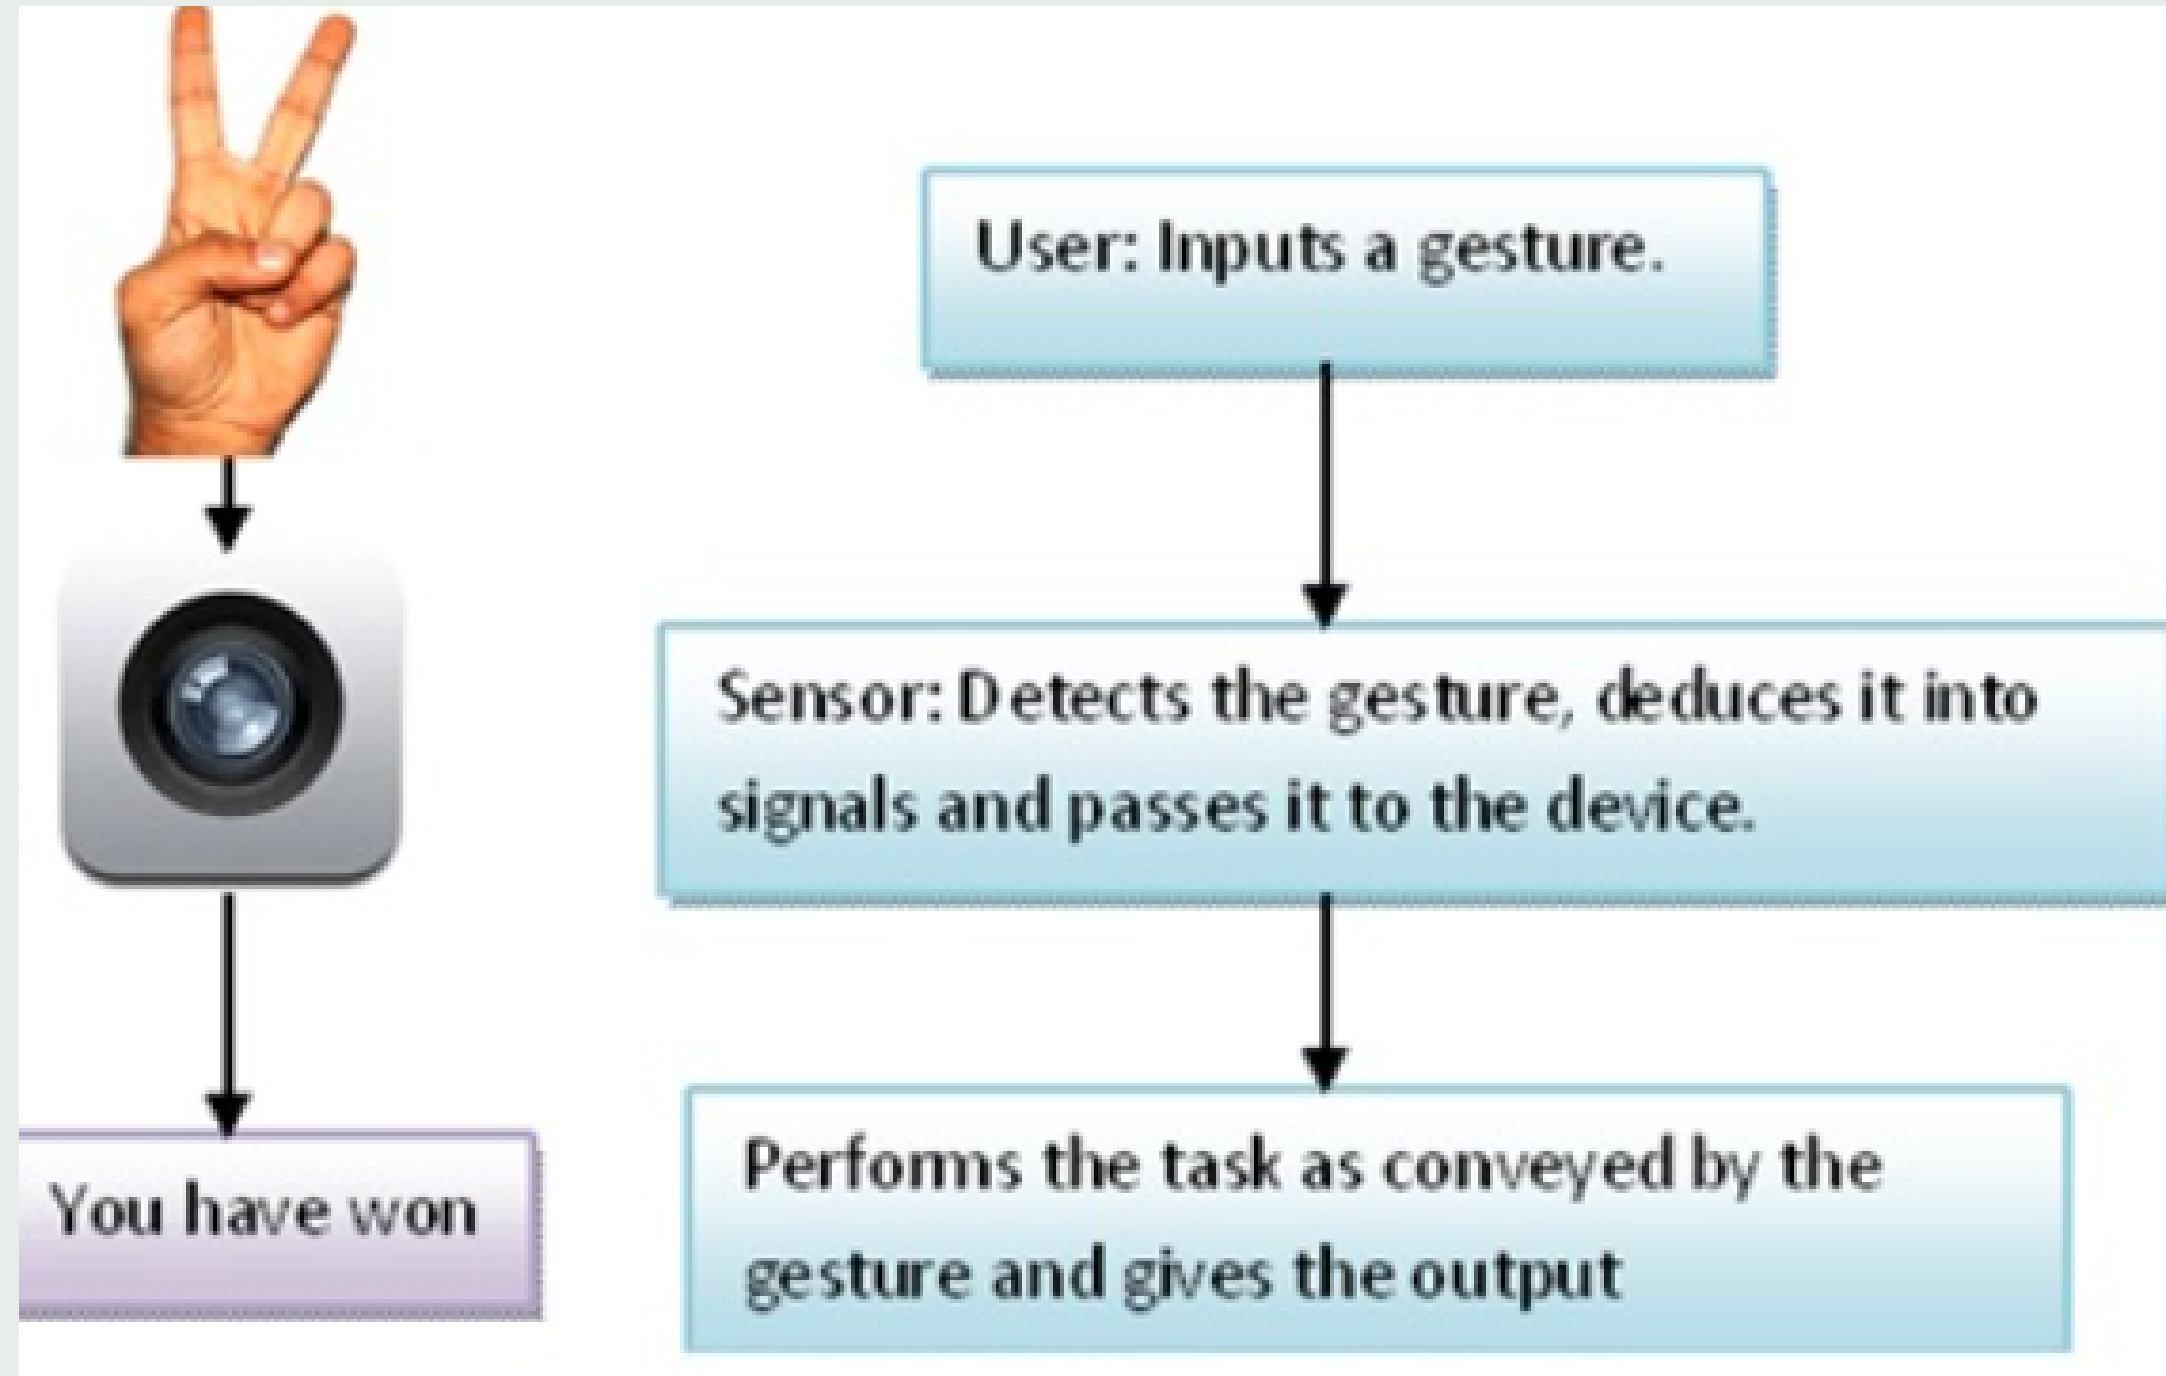 User: Inputs a gesture.
Sensor: Detects the gesture, deduces it into
signals and passes it to the device.
You have won
Performs the task as conveyed by the
gesture and gives the output